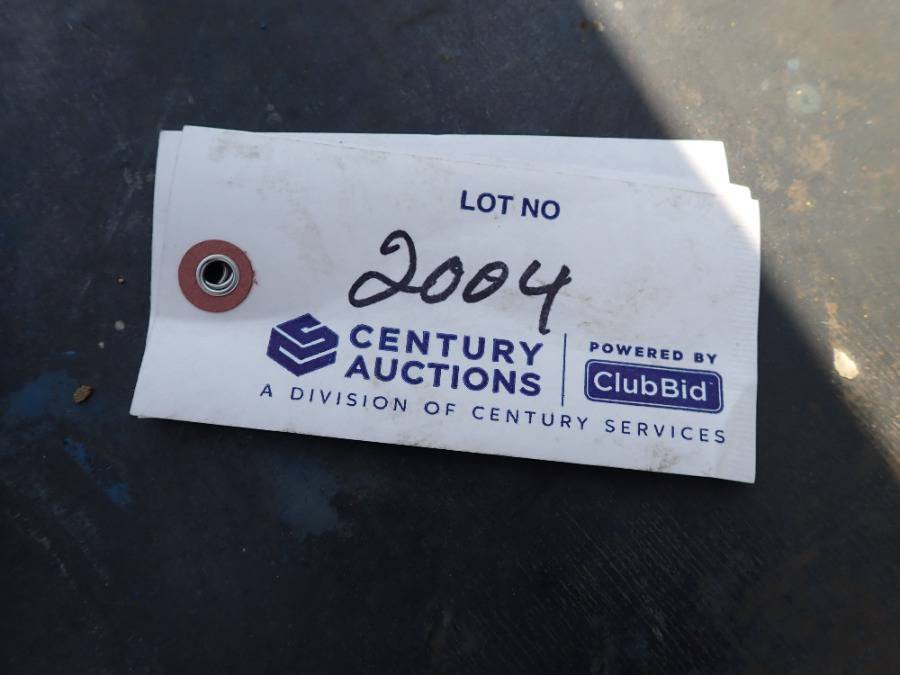 LOT NO
2004
CENTURY
AUCTIONS
POWERED BY
ClubBid
A DIVISION OF CENTURY SERVICES